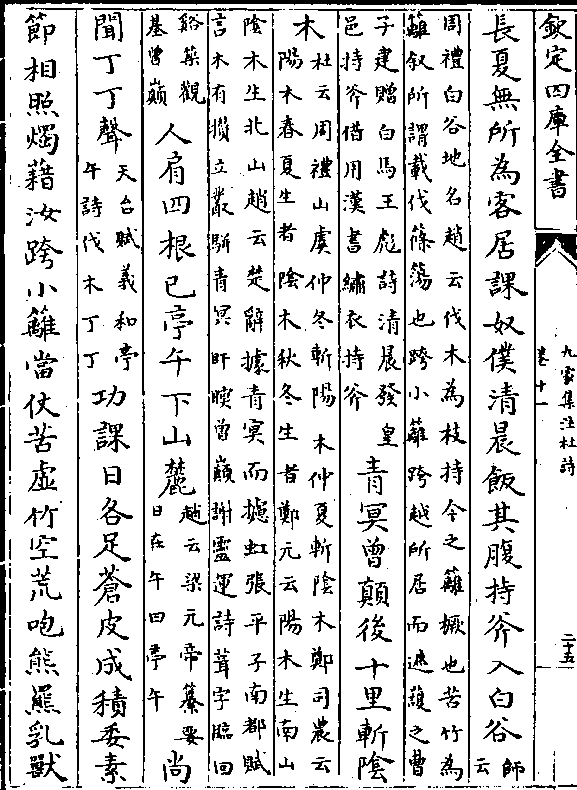 欽定四庫全書
九家集注杜詩
卷十一
二十五
長夏無所為客居課奴僕清晨飯其腹持斧入白谷
師
云
周禮白谷地名趙云伐木為枝持今之籬橛也苦竹為
籬叙所謂載伐篠簜也跨小籬跨越所居而遮護之曹
子建贈白馬王彪詩清晨發皇
邑持斧借用漢書繡衣持斧
青冥曾顛後十里斬陰
木
杜云周禮山虞仲冬斬陽木仲夏斬陰木鄭司農云
陽木春夏生者陰木秋冬生者鄭元云陽木生南山
陰木生北山趙云楚辭據青冥而攄虹張平子南都賦
言木有攢立叢駢青冥盰瞑曾巔謝靈運詩葺宇臨回
谿築觀
基曾巔
人肩四根已亭午下山麓
趙云梁元帝纂要
日在午曰亭午
尚
聞丁丁聲
天台賦羲和亭
午詩伐木丁丁
功課日各足蒼皮成積委素
節相照燭藉汝跨小籬當仗苦虛竹空荒咆熊羆乳獸